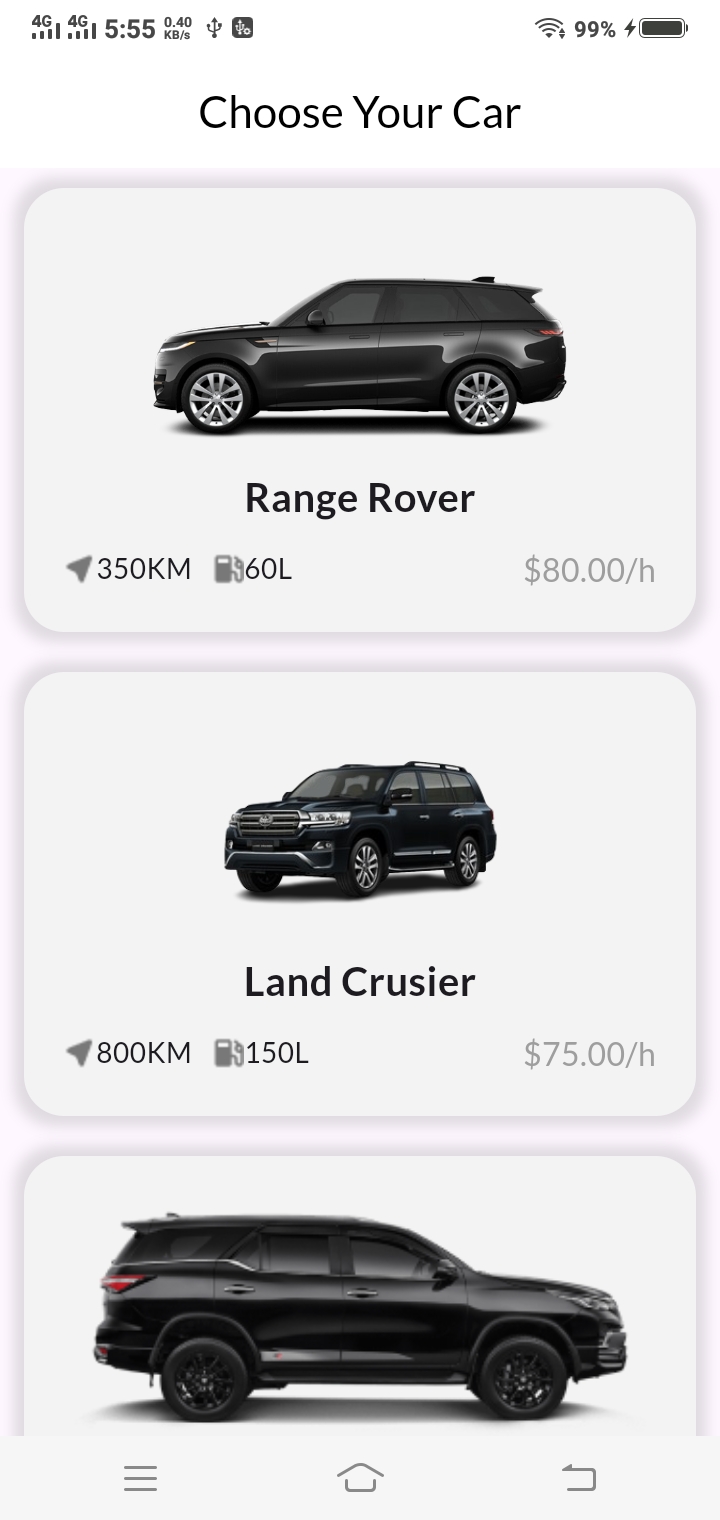 4G 4G 5:55 0.40 KB/s 99%
Choose Your Car
Range Rover
350KM 60L $80.00/h
Land Crusier
800KM 150L $75.00/h